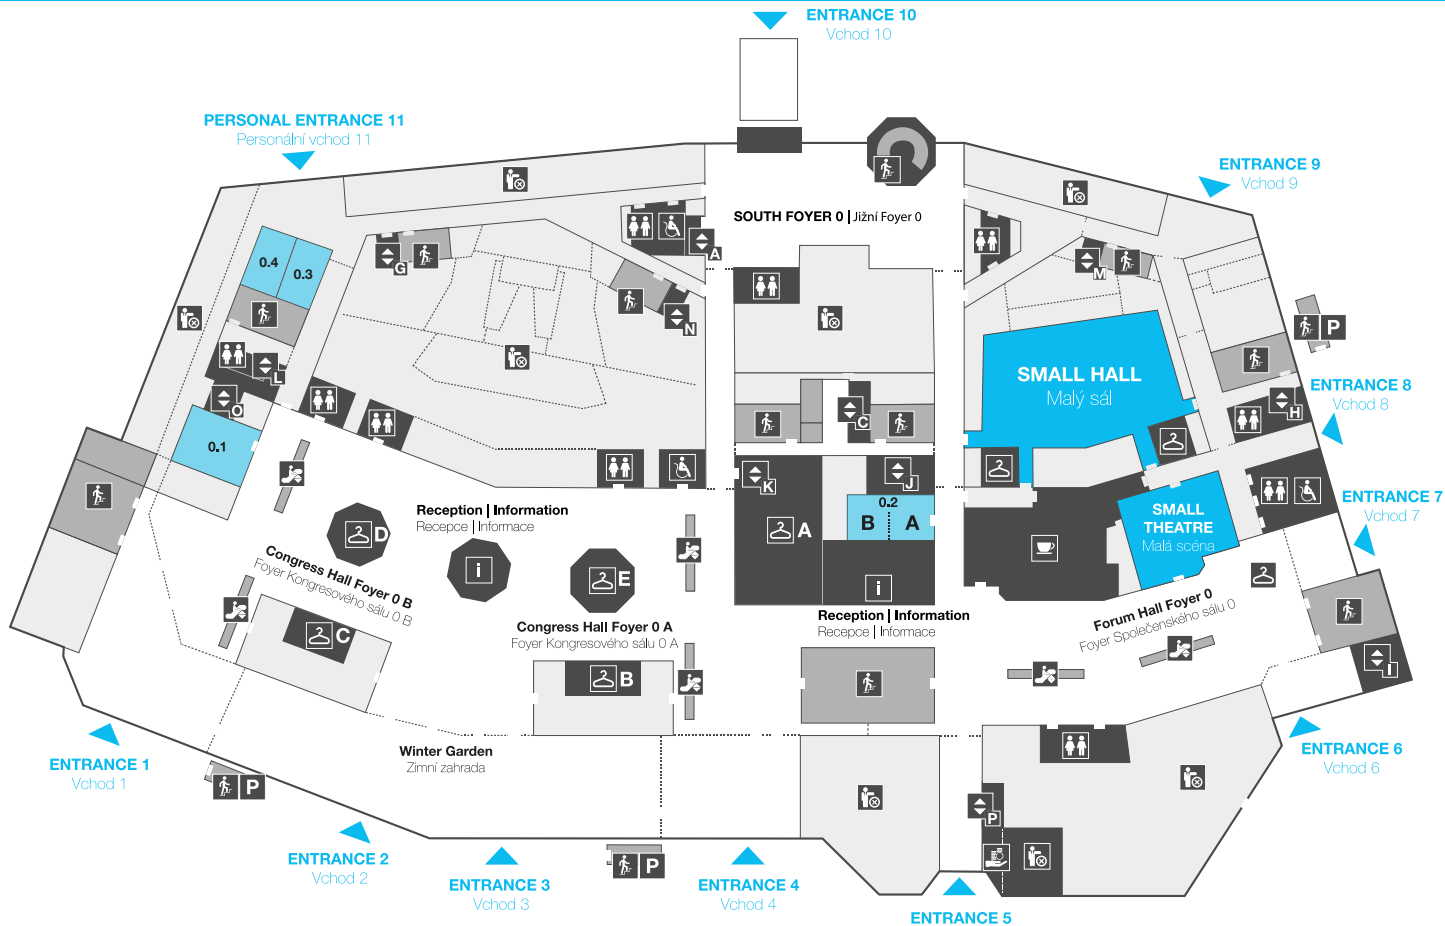 ENTRANCE 10
Vchod 10
PERSONAL ENTRANCE 11
Personální vchod 11
ENTRANCE 9
Vchod 9
SOUTH FOYER 0 | Jižní Foyer 0
A
G
M
N
0.4
0.3
P
L
O
C
H
SMALL HALL
Malý sál
ENTRANCE 8
Vchod 8
0.1
K
J
0.2
B A
A
ENTRANCE 7
Vchod 7
SMALL
THEATRE
Malá scéna
Reception | Information
Recepce | Informace
D
i
E
i
Congress Hall Foyer 0 B
Foyer Kongresového sálu 0 B
C
Congress Hall Foyer 0 A
Foyer Kongresového sálu 0 A
B
Reception | Information
Recepce | Informace
Forum Hall Foyer 0
Foyer Společenského sálu 0
I
Winter Garden
Zimní zahrada
ENTRANCE 1
Vchod 1
P
ENTRANCE 6
Vchod 6
P
ENTRANCE 2
Vchod 2
P
ENTRANCE 3
Vchod 3
ENTRANCE 4
Vchod 4
ENTRANCE 5